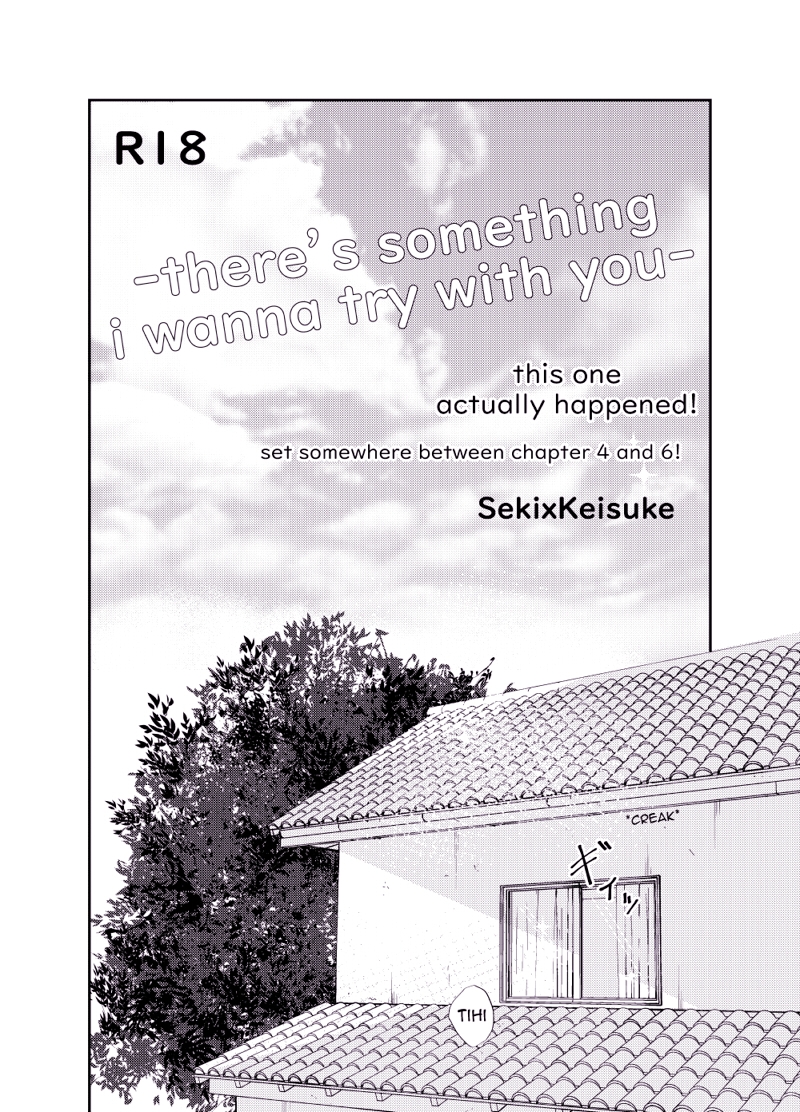 R18
-there's something
i wanna try with you-
this one
actually happened!
set somewhere between chapter 4 and 6!
SekixKeisuke
*CREAK*
ギィッ
TIHI